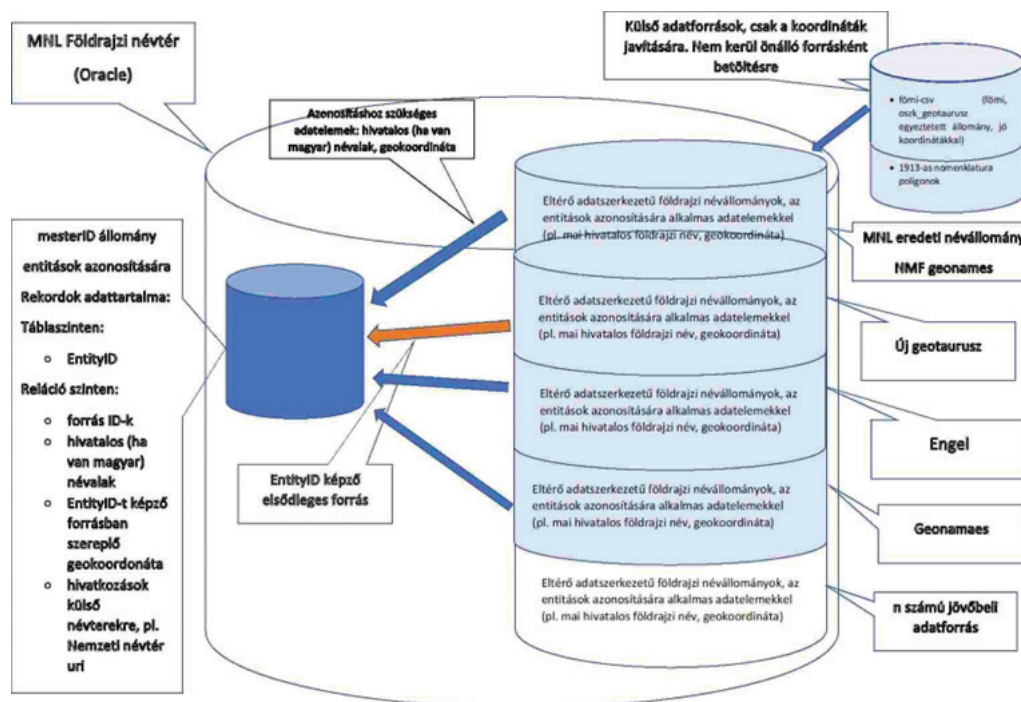 MNL Földrajzi névtér
(Oracle)
Külső adatforrások, csak a koordináták
javítására. Nem kerül önálló forrásként
betöltésre
Azonosításhoz szükséges
adatelemek: hivatalos (ha van
magyar) névalak, geokoordináta
• fömi-csv (fömi,
oszk_geotaurusz
egyeztetett állomány, jó
koordinátákkal)
• 1913-as nomenklatura
poligonok
mesterID állomány
entitások azonosítására
Rekordok adattartalma:
Táblaszinten:
o EntityID
Reláció szinten:
o forrás ID-k
o hivatalos (ha
van magyar)
névalak
o EntityID-t képző
forrásban
szereplő
geokoordonáta
o hivatkozások
külső
névterekre, pl.
Nemzeti névtér
uri
Eltérő adatszerkezetű földrajzi névállományok, az
entitások azonosítására alkalmas adatelemekkel
(pl. mai hivatalos földrajzi név, geokoordináta)
MNL eredeti névállomány
NMF geonames
Eltérő adatszerkezetű földrajzi névállományok, az
entitások azonosítására alkalmas adatelemekkel
(pl. mai hivatalos földrajzi név, geokoordináta)
Új geotaurusz
Eltérő adatszerkezetű földrajzi névállományok, az
entitások azonosítására alkalmas adatelemekkel
(pl. mai hivatalos földrajzi név, geokoordináta)
Engel
EntityID képző
elsődleges forrás
Eltérő adatszerkezetű földrajzi névállományok, az
entitások azonosítására alkalmas adatelemekkel
(pl. mai hivatalos földrajzi név, geokoordináta)
Geonamaes
Eltérő adatszerkezetű földrajzi névállományok, az
entitások azonosítására alkalmas adatelemekkel
(pl. mai hivatalos földrajzi név, geokoordináta)
n számú jövőbeli
adatforrás